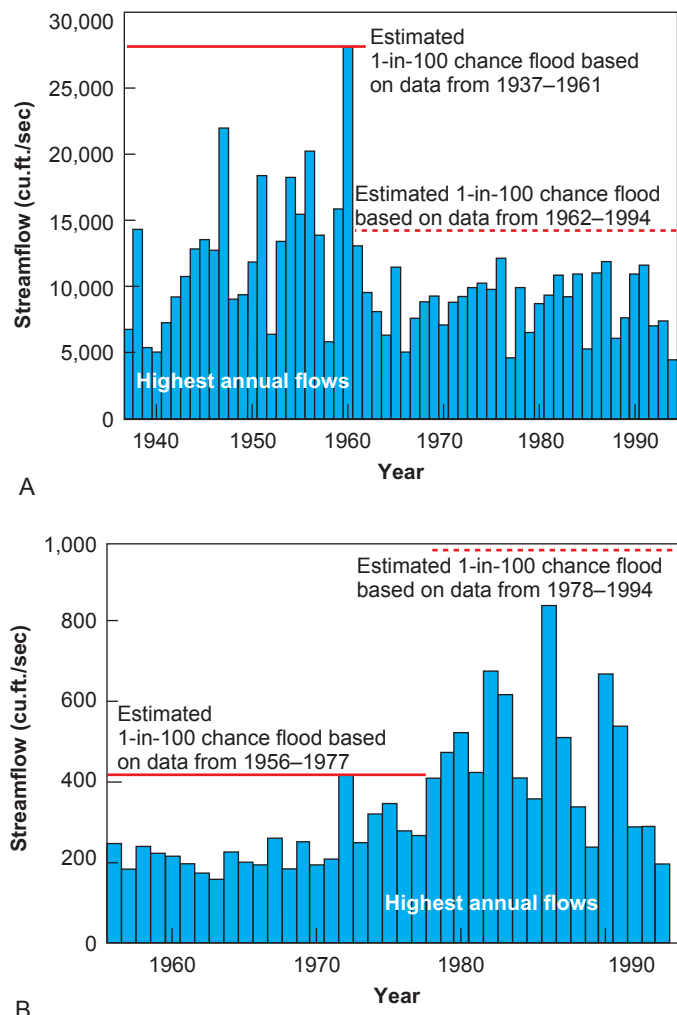 30,000
25,000
20,000
15,000
10,000
5,000
0
Streamflow (cu.ft./sec)
Estimated
1-in-100 chance flood based
on data from 1937–1961
Estimated 1-in-100 chance flood
based on data from 1962–1994
Highest annual flows
1940 1950 1960 1970 1980 1990
Year
A
1,000
800
600
400
200
0
Streamflow (cu.ft./sec)
Estimated 1-in-100 chance flood
based on data from 1978–1994
Estimated
1-in-100 chance flood based
on data from 1956–1977
Highest annual flows
1960 1970 1980 1990
Year
B